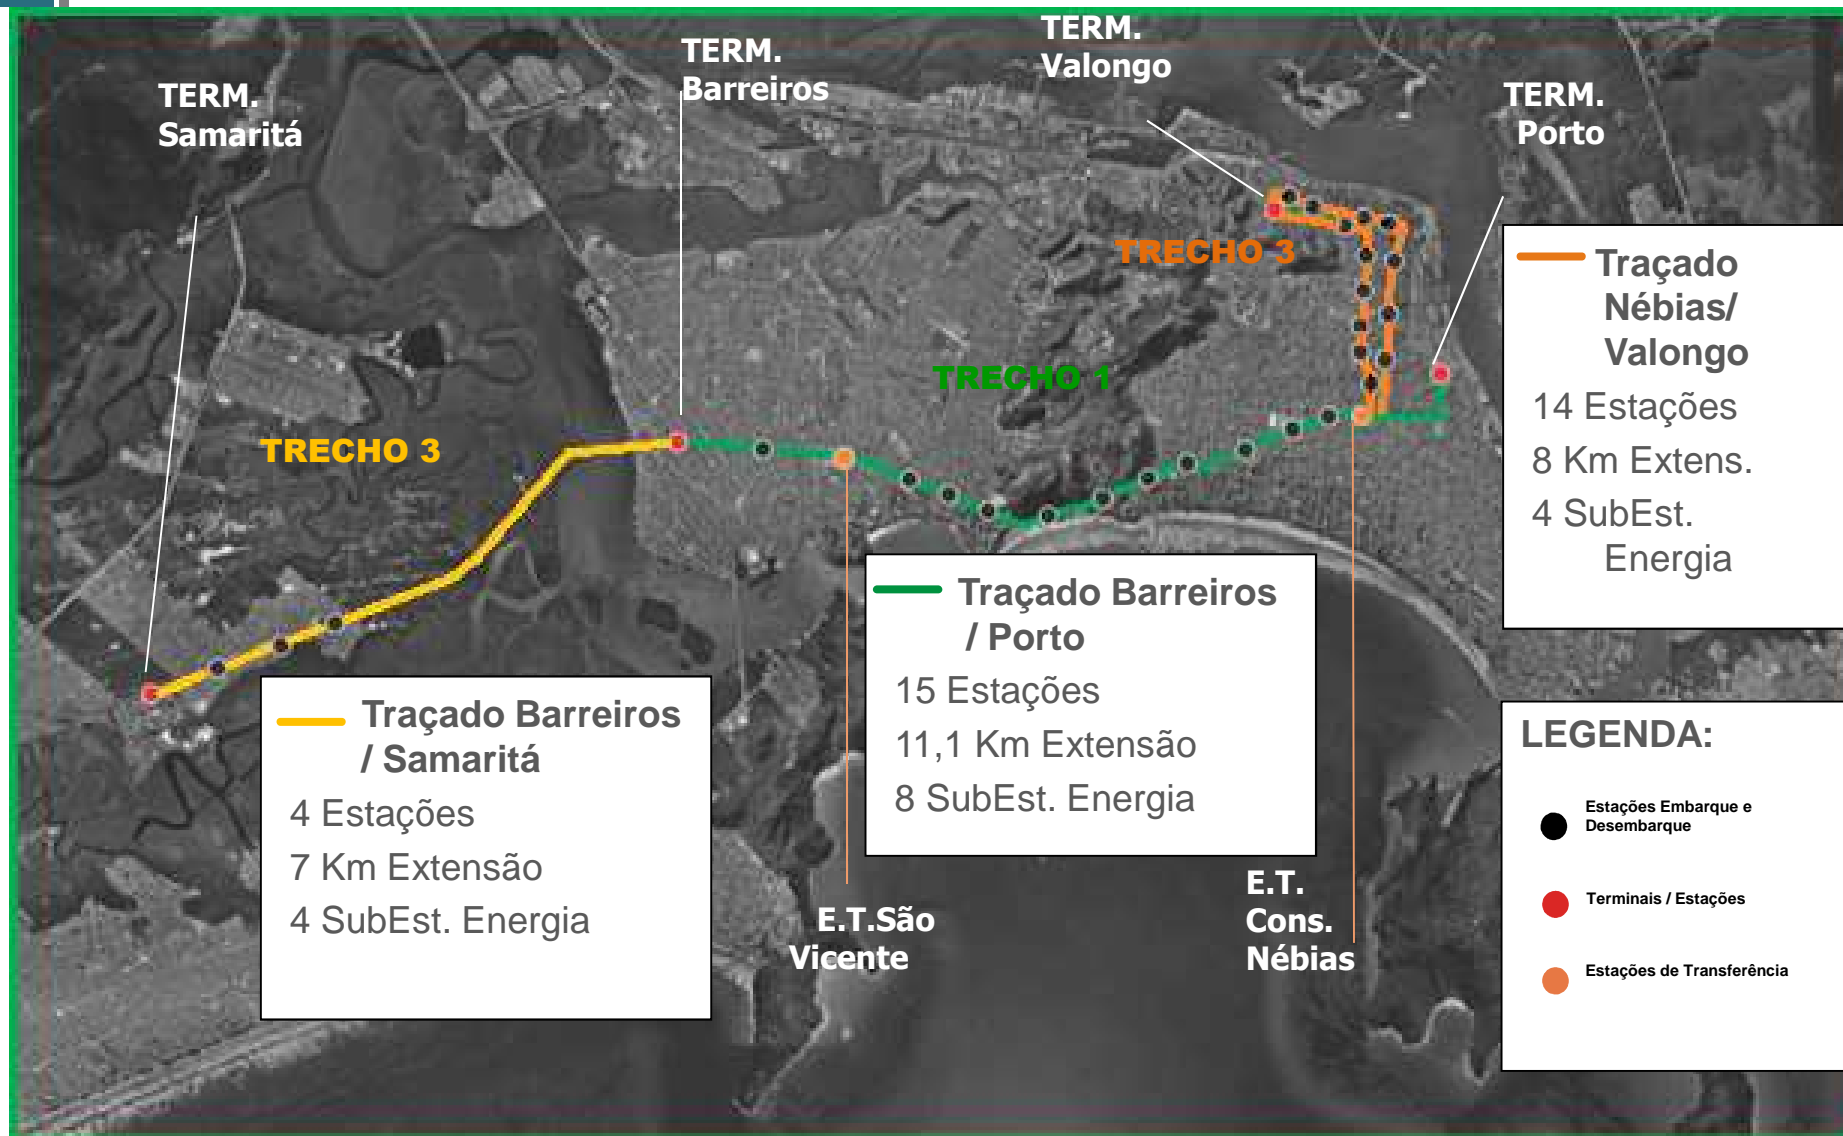 TERM.
Samaritá
TERM.
Barreiros
TERM.
Valongo
TERM.
Porto
TRECHO 3
TRECHO 1
TRECHO 3
Traçado
Nébias/
Valongo
14 Estações
8 Km Extens.
4 SubEst.
Energia
Traçado Barreiros
/ Porto
15 Estações
11,1 Km Extensão
8 SubEst. Energia
Traçado Barreiros
/ Samaritá
4 Estações
7 Km Extensão
4 SubEst. Energia
E.T.São
Vicente
E.T.
Cons.
Nébias
LEGENDA:
Estações Embarque e
Desembarque
Terminais / Estações
Estações de Transferência